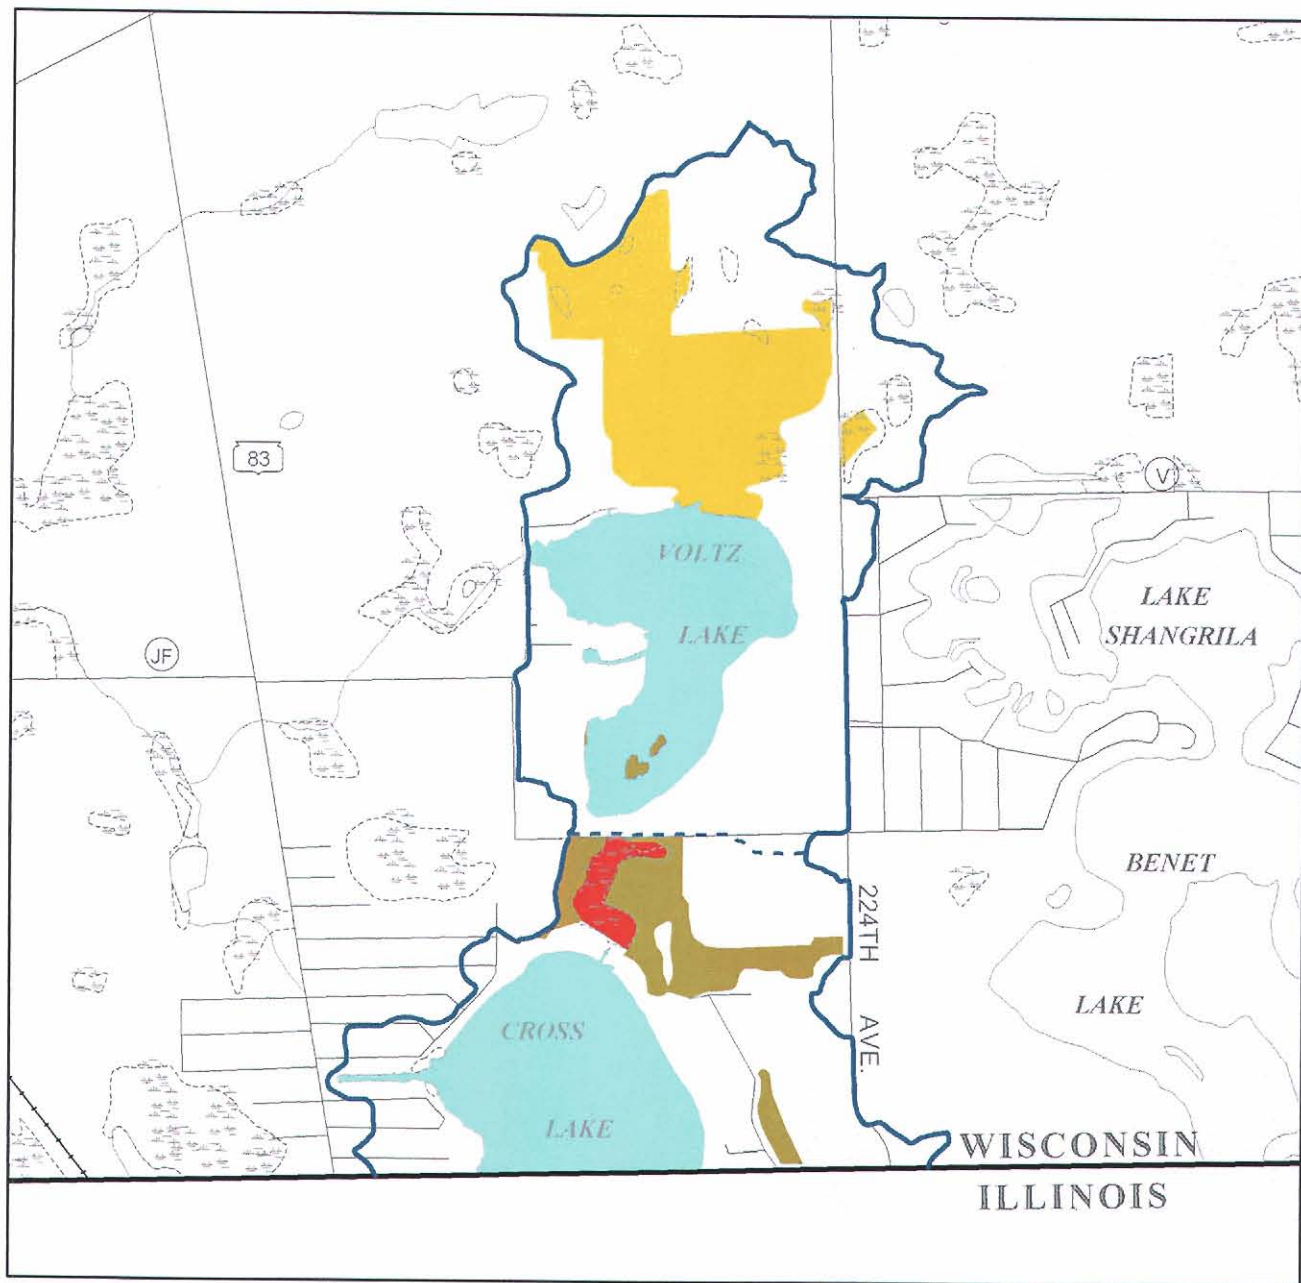 83
V
VOLTZ
LAKE
SHANGRILA
LAKE
JF
BENET
224TH AVE.
LAKE
CROSS
LAKE
WISCONSIN
ILLINOIS